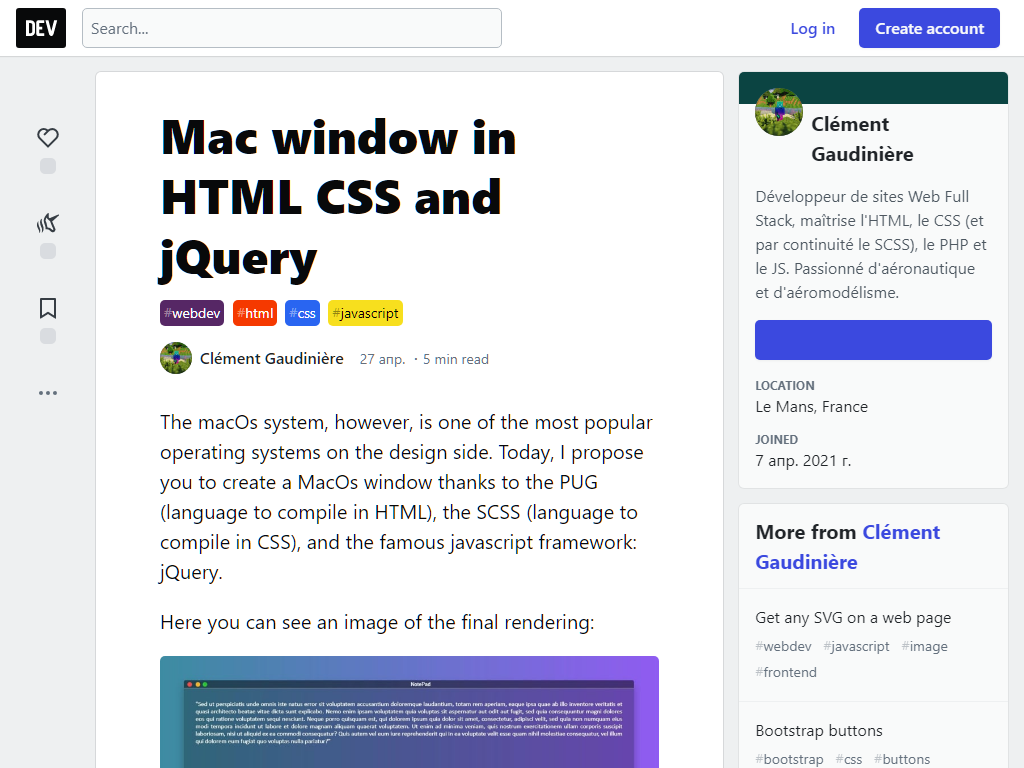 DEV
Search...
Log in
Create account
Mac window in
HTML CSS and
jQuery
#webdev #html #css #javascript
Clément Gaudinière 27 апр. · 5 min read
The macOs system, however, is one of the most popular
operating systems on the design side. Today, I propose
you to create a MacOs window thanks to the PUG
(language to compile in HTML), the SCSS (language to
compile in CSS), and the famous javascript framework:
jQuery.
Here you can see an image of the final rendering:
NotePad
"Sed ut perspiciatis unde omnis iste natus error sit voluptatem accusantium doloremque laudantium, totam rem aperiam, eaque ipsa quae ab illo inventore veritatis et
quasi architecto beatae vitae dicta sunt explicabo. Nemo enim ipsam voluptatem quia voluptas sit aspernatur aut odit aut fugit, sed quia consequuntur magni dolores
eos qui ratione voluptatem sequi nesciunt. Neque porro quisquam est, qui dolorem ipsum quia dolor sit amet, consectetur, adipisci velit, sed quia non numquam eius
modi tempora incidunt ut labore et dolore magnam aliquam quaerat voluptatem. Ut enim ad minima veniam, quis nostrum exercitationem ullam corporis suscipit
laboriosam, nisi ut aliquid ex ea commodi consequatur? Quis autem vel eum iure reprehenderit qui in ea voluptate velit esse quam nihil molestiae consequatur, vel illum
qui dolorem eum fugiat quo voluptas nulla pariatur?"
Clément
Gaudinière
Développeur de sites Web Full
Stack, maîtrise l'HTML, le CSS (et
par continuité le SCSS), le PHP et
le JS. Passionné d'aéronautique
et d'aéromodélisme.
LOCATION
Le Mans, France
JOINED
7 апр. 2021 г.
More from Clément
Gaudinière
Get any SVG on a web page
#webdev #javascript #image
#frontend
Bootstrap buttons
#bootstrap #css #buttons